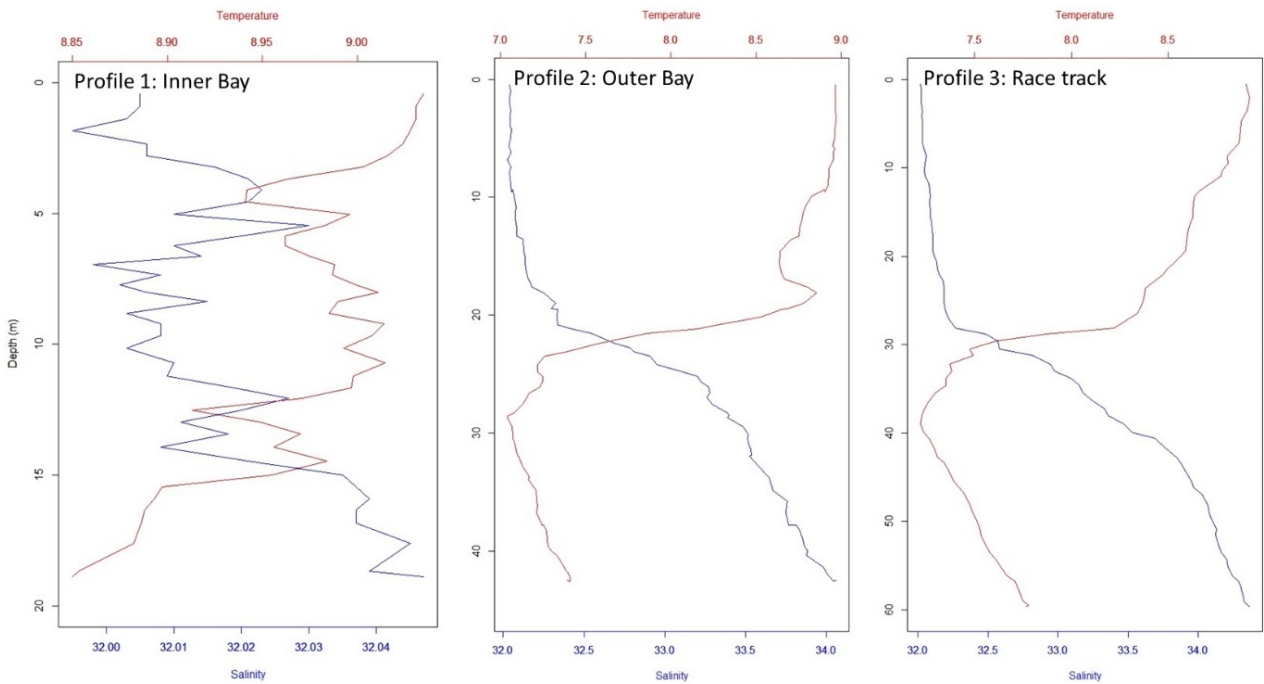 Temperature
8.85 8.90 8.95 9.00
Profile 1: Inner Bay
Depth (m)
0
5
10
15
20
32.00 32.01 32.02 32.03 32.04
Salinity
Temperature
7.0 7.5 8.0 8.5 9.0
Profile 2: Outer Bay
0
10
20
30
40
32.0 32.5 33.0 33.5 34.0
Salinity
Temperature
7.5 8.0 8.5
Profile 3: Race track
0
10
20
30
40
50
60
32.0 32.5 33.0 33.5 34.0
Salinity